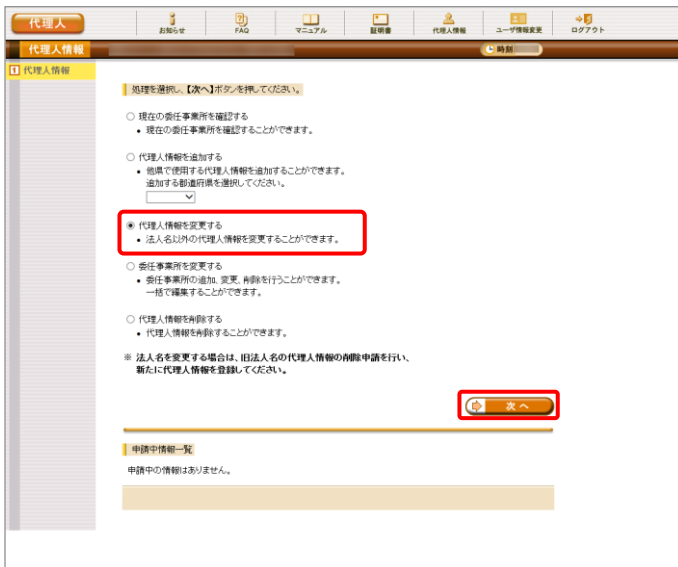 代理人
お知らせ
FAQ
マニュアル
証明書
代理人情報
ユーザ情報変更
ログアウト
代理人情報
時刻
1 代理人情報
処理を選択し、【次へ】ボタンを押してください。
○ 現在の委任事業所を確認する
• 現在の委任事業所を確認することができます。
○ 代理人情報を追加する
• 他県で使用する代理人情報を追加することができます。
追加する都道府県を選択してください。
◉ 代理人情報を変更する
• 法人名以外の代理人情報を変更することができます。
○ 委任事業所を変更する
• 委任事業所の追加、変更、削除を行うことができます。
一括で編集することができます。
○ 代理人情報を削除する
• 代理人情報を削除することができます。
※ 法人名を変更する場合は、旧法人名の代理人情報の削除申請を行い、
新たに代理人情報を登録してください。
次へ
申請中情報一覧
申請中の情報はありません。